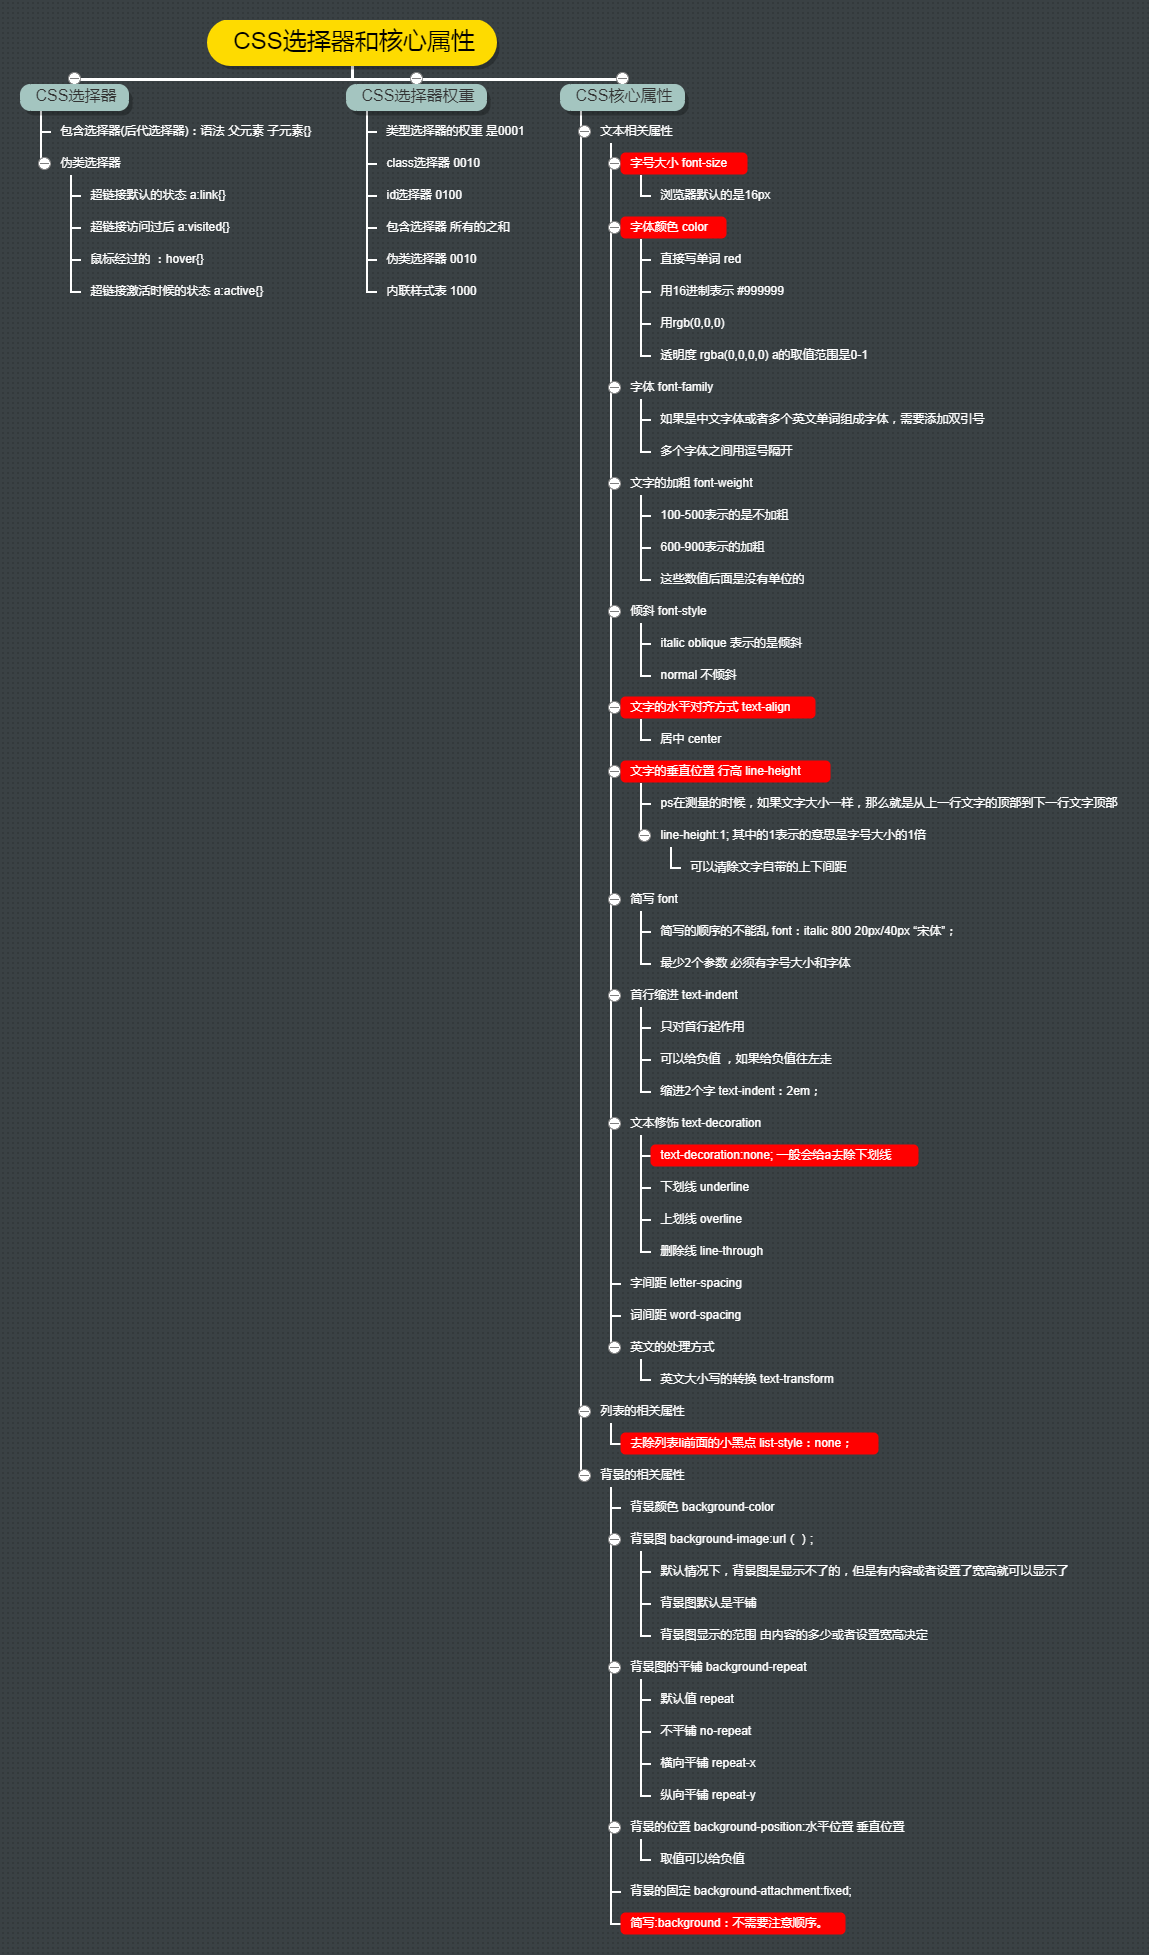 CSS选择器和核心属性
CSS选择器
包含选择器(后代选择器)：语法 父元素 子元素{}
伪类选择器
超链接默认的状态 a:link{}
超链接访问过后 a:visited{}
鼠标经过的 ：hover{}
超链接激活时候的状态 a:active{}
CSS选择器权重
类型选择器的权重 是0001
class选择器 0010
id选择器 0100
包含选择器 所有的之和
伪类选择器 0010
内联样式表 1000
CSS核心属性
文本相关属性
字号大小 font-size
浏览器默认的是16px
字体颜色 color
直接写单词 red
用16进制表示 #999999
用rgb(0,0,0)
透明度 rgba(0,0,0,0) a的取值范围是0-1
字体 font-family
如果是中文字体或者多个英文单词组成字体，需要添加双引号
多个字体之间用逗号隔开
文字的加粗 font-weight
100-500表示的是不加粗
600-900表示的加粗
这些数值后面是没有单位的
倾斜 font-style
italic oblique 表示的是倾斜
normal 不倾斜
文字的水平对齐方式 text-align
居中 center
文字的垂直位置 行高 line-height
ps在测量的时候，如果文字大小一样，那么就是从上一行文字的顶部到下一行文字顶部
line-height:1; 其中的1表示的意思是字号大小的1倍
可以清除文字自带的上下间距
简写 font
简写的顺序的不能乱 font：italic 800 20px/40px “宋体”；
最少2个参数 必须有字号大小和字体
首行缩进 text-indent
只对首行起作用
可以给负值 ，如果给负值往左走
缩进2个字 text-indent：2em；
文本修饰 text-decoration
text-decoration:none; 一般会给a去除下划线
下划线 underline
上划线 overline
删除线 line-through
字间距 letter-spacing
词间距 word-spacing
英文的处理方式
英文大小写的转换 text-transform
列表的相关属性
去除列表li前面的小黑点 list-style：none；
背景的相关属性
背景颜色 background-color
背景图 background-image:url（ ）;
默认情况下，背景图是显示不了的，但是有内容或者设置了宽高就可以显示了
背景图默认是平铺
背景图显示的范围 由内容的多少或者设置宽高决定
背景图的平铺 background-repeat
默认值 repeat
不平铺 no-repeat
横向平铺 repeat-x
纵向平铺 repeat-y
背景的位置 background-position:水平位置 垂直位置
取值可以给负值
背景的固定 background-attachment:fixed;
简写:background：不需要注意顺序。